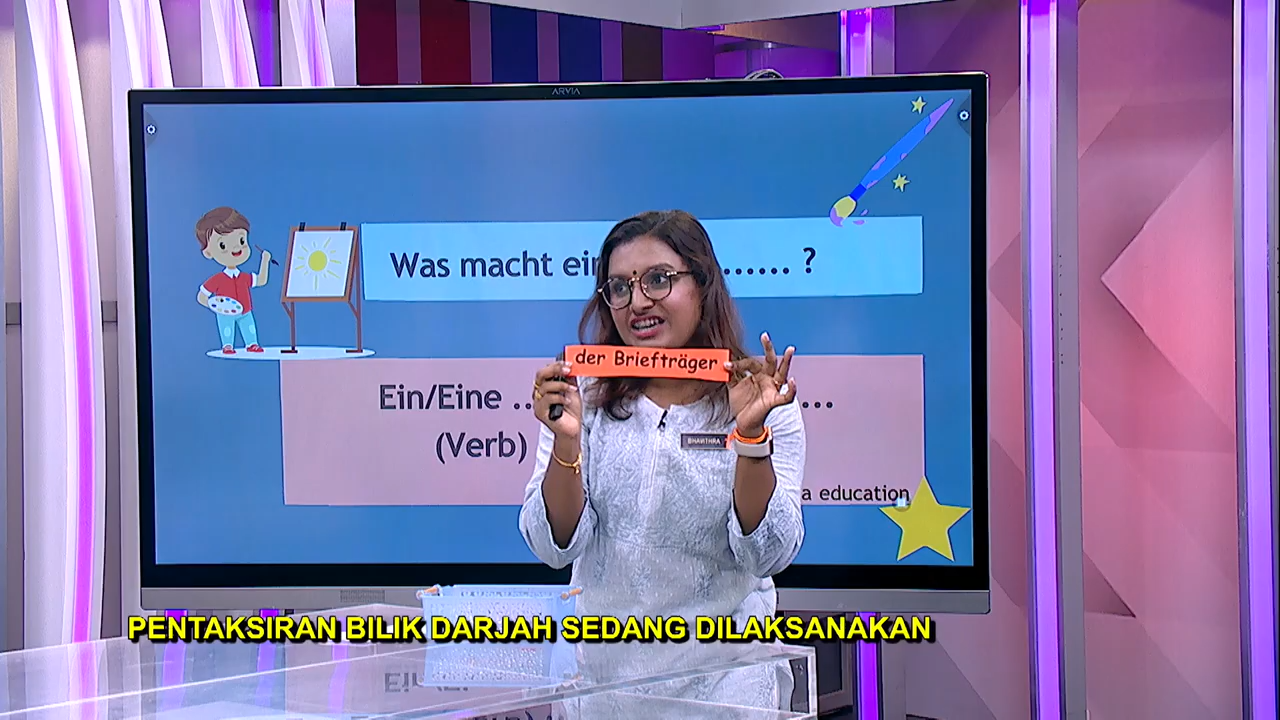 ARVIA
Was macht ein ...... ?
der Briefträger
Ein/Eine .. ...
(Verb)
BHAWTHRA
a education
PENTAKSIRAN BILIK DARJAH SEDANG DILAKSANAKAN